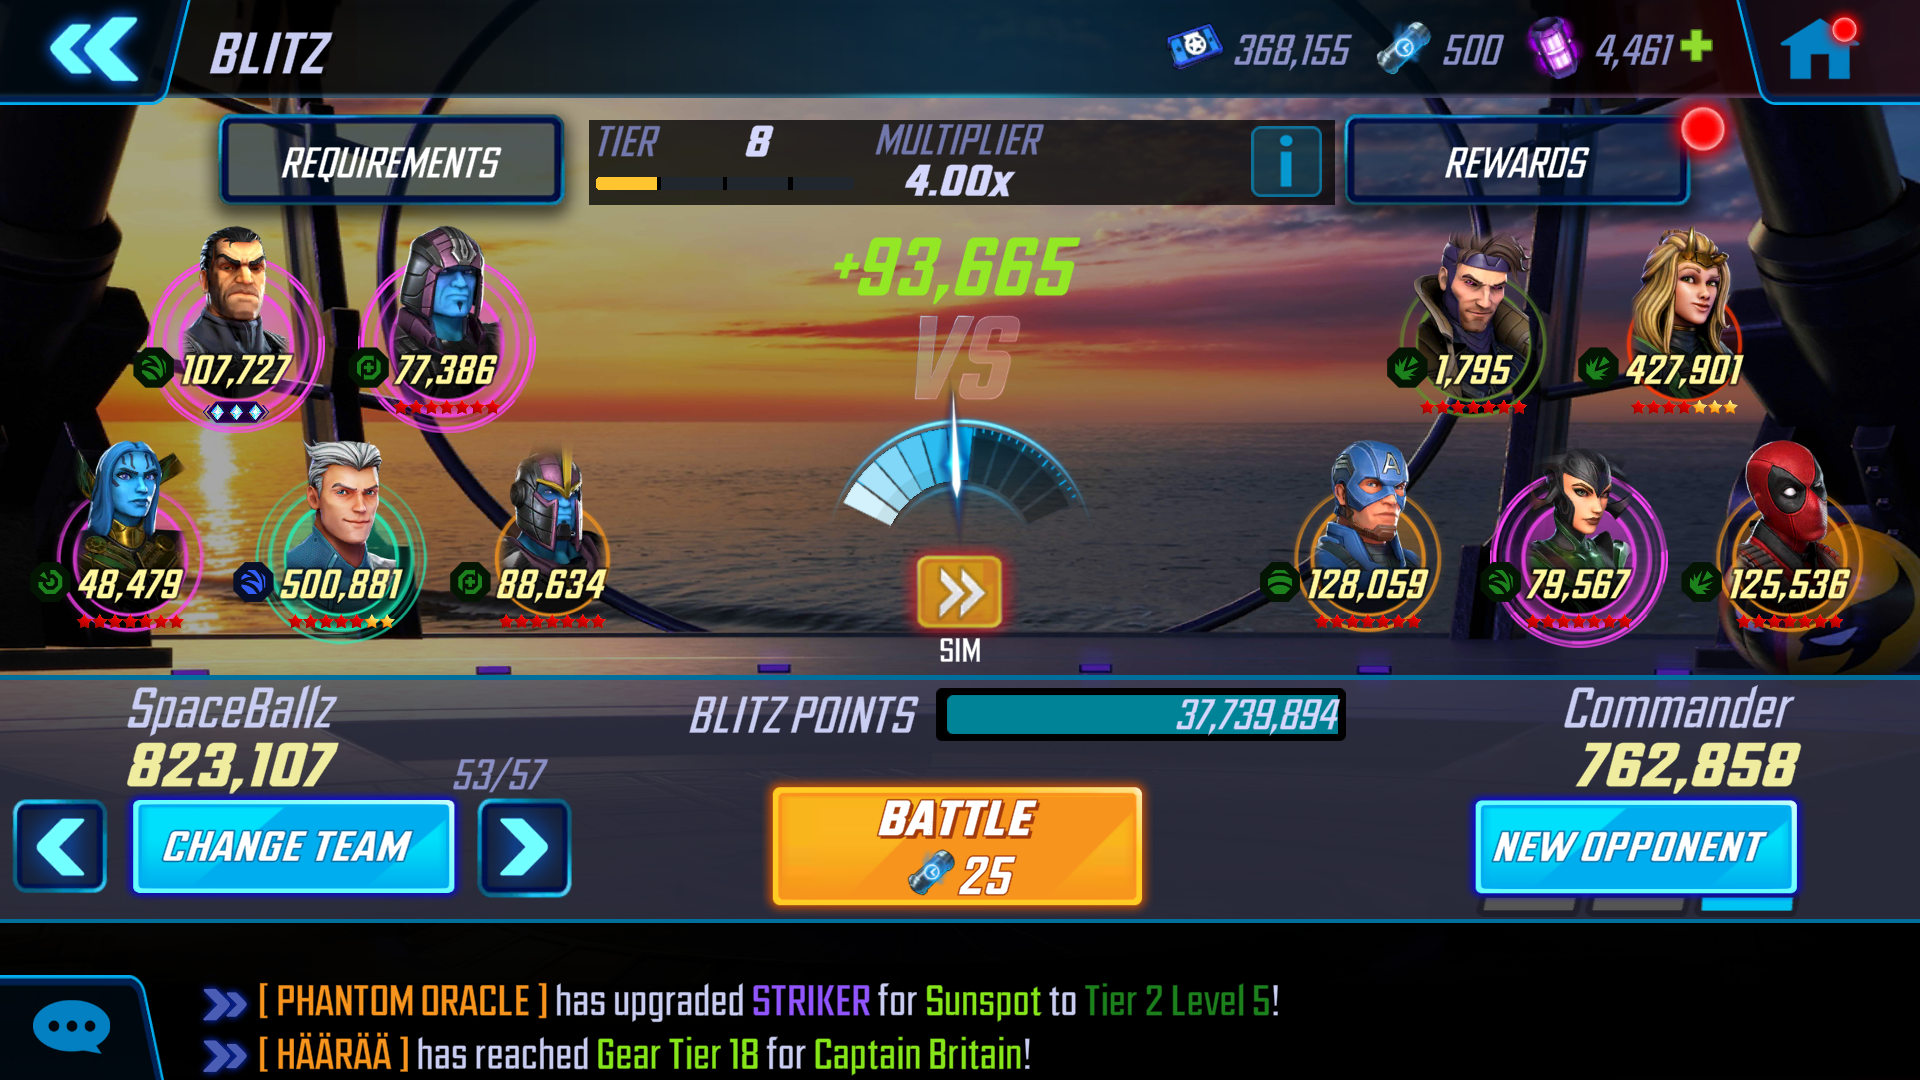 BLITZ
368,155
500
4,461
REQUIREMENTS
TIER 8
MULTIPLIER
4.00x
REWARDS
+93,665
VS
107,727
77,386
1,795
427,901
48,479
500,881
88,634
128,059
79,567
125,536
SIM
SpaceBallz
823,107
53/57
BLITZ POINTS 37,739,894
Commander
762,858
CHANGE TEAM
BATTLE
25
NEW OPPONENT
[ PHANTOM ORACLE ] has upgraded STRIKER for Sunspot to Tier 2 Level 5!
[ HÄÄRÄÄ ] has reached Gear Tier 18 for Captain Britain!